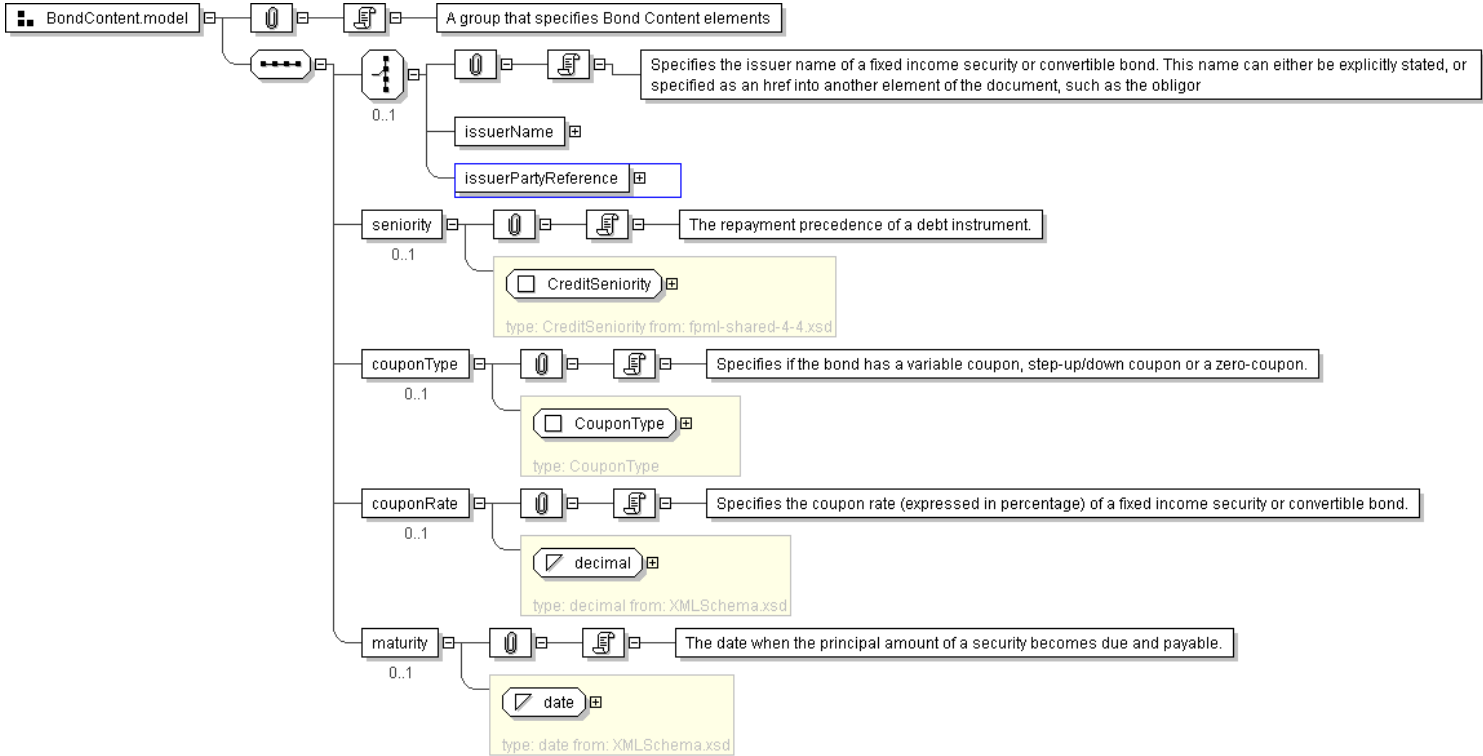 BondContent.model
A group that specifies Bond Content elements
0..1
Specifies the issuer name of a fixed income security or convertible bond. This name can either be explicitly stated, or
specified as an href into another element of the document, such as the obligor
issuerName
issuerPartyReference
seniority
0..1
The repayment precedence of a debt instrument.
CreditSeniority
type: CreditSeniority from: fpml-shared-4-4.xsd
couponType
0..1
Specifies if the bond has a variable coupon, step-up/down coupon or a zero-coupon.
CouponType
type: CouponType
couponRate
0..1
Specifies the coupon rate (expressed in percentage) of a fixed income security or convertible bond.
decimal
type: decimal from: XMLSchema.xsd
maturity
0..1
The date when the principal amount of a security becomes due and payable.
date
type: date from: XMLSchema.xsd